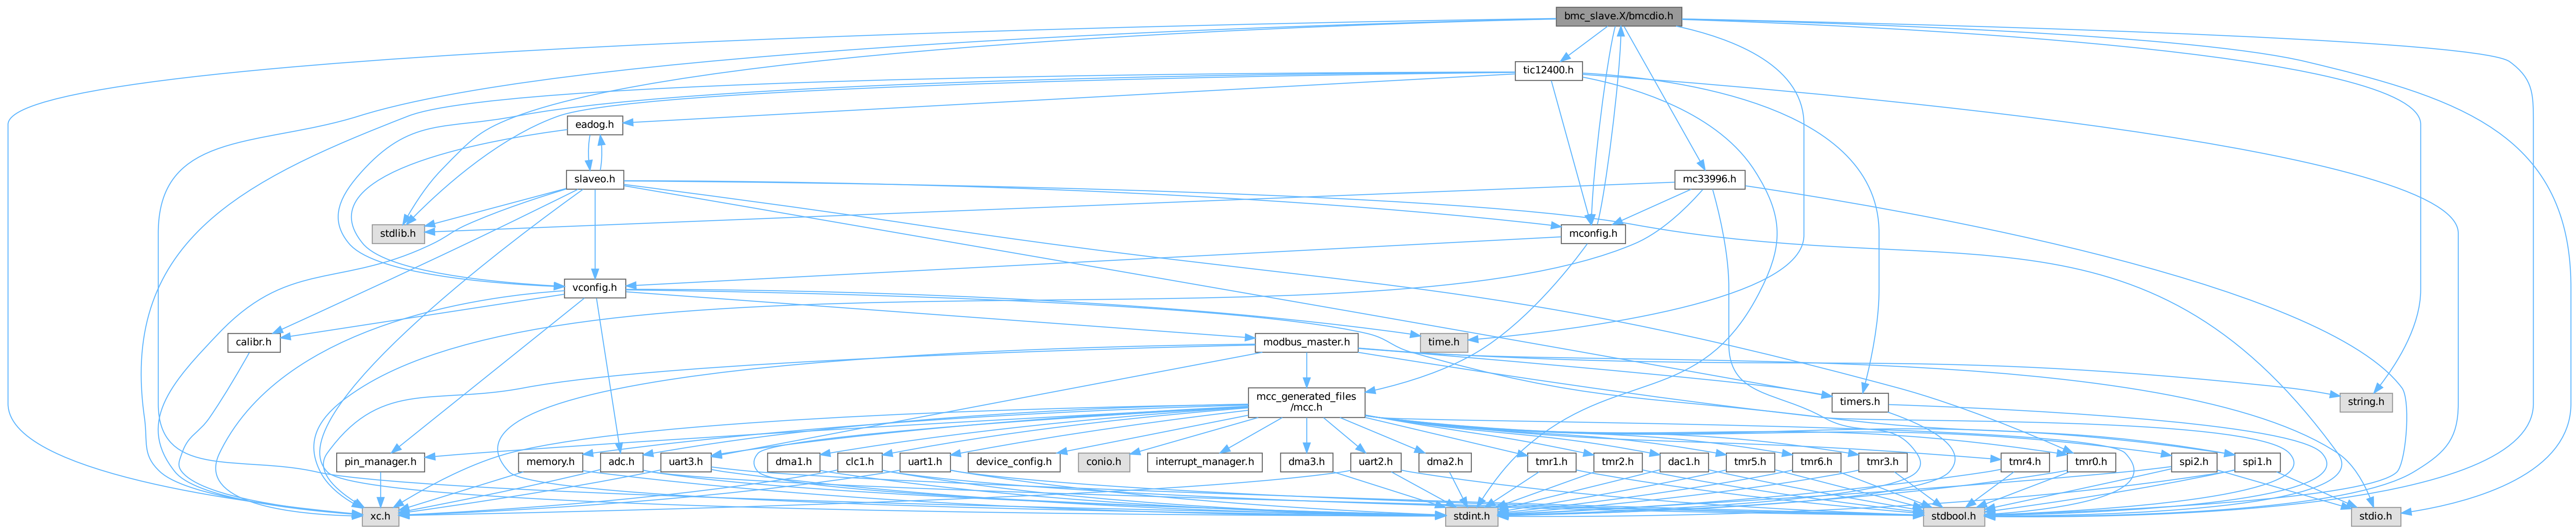 bmc_slave.X/bmcdio.h
tic12400.h
eadog.h
slaveo.h
mc33996.h
stdlib.h
mconfig.h
vconfig.h
calibr.h
modbus_master.h
time.h
mcc_generated_files
/mcc.h
timers.h
string.h
pin_manager.h
memory.h
adc.h
uart3.h
dma1.h
clc1.h
uart1.h
device_config.h
conio.h
interrupt_manager.h
dma3.h
uart2.h
dma2.h
tmr1.h
tmr2.h
dac1.h
tmr5.h
tmr6.h
tmr3.h
tmr4.h
tmr0.h
spi2.h
spi1.h
xc.h
stdint.h
stdbool.h
stdio.h